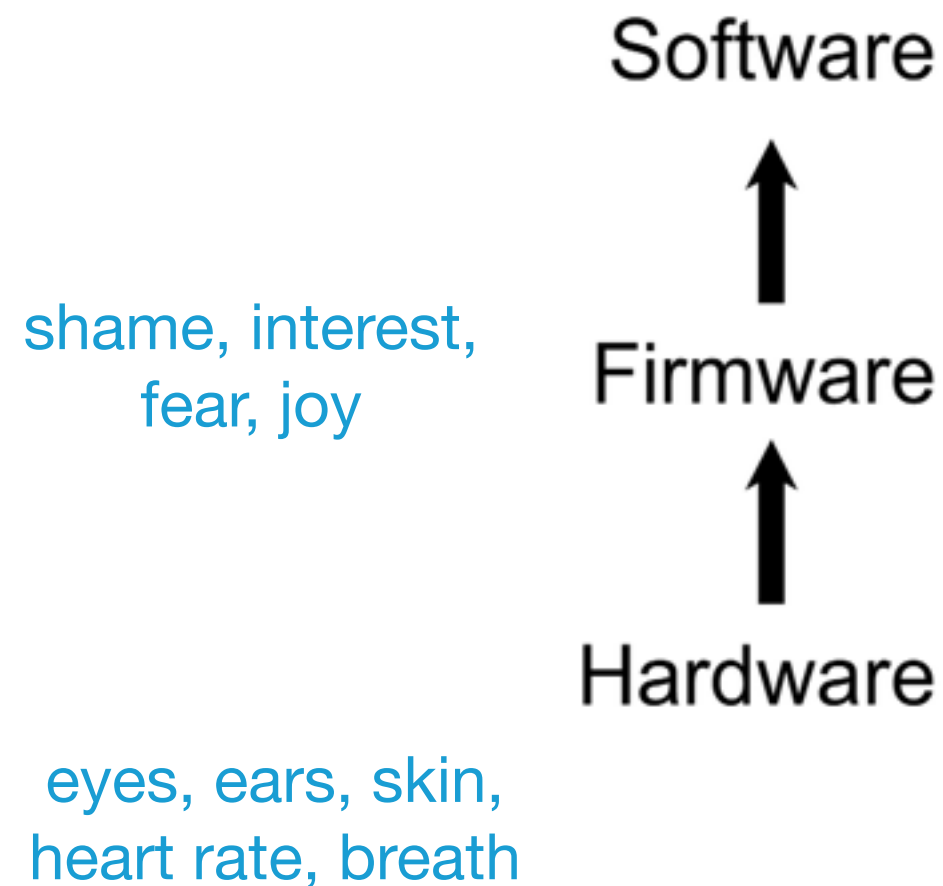 Software
shame, interest,
fear, joy
Firmware
Hardware
eyes, ears, skin,
heart rate, breath